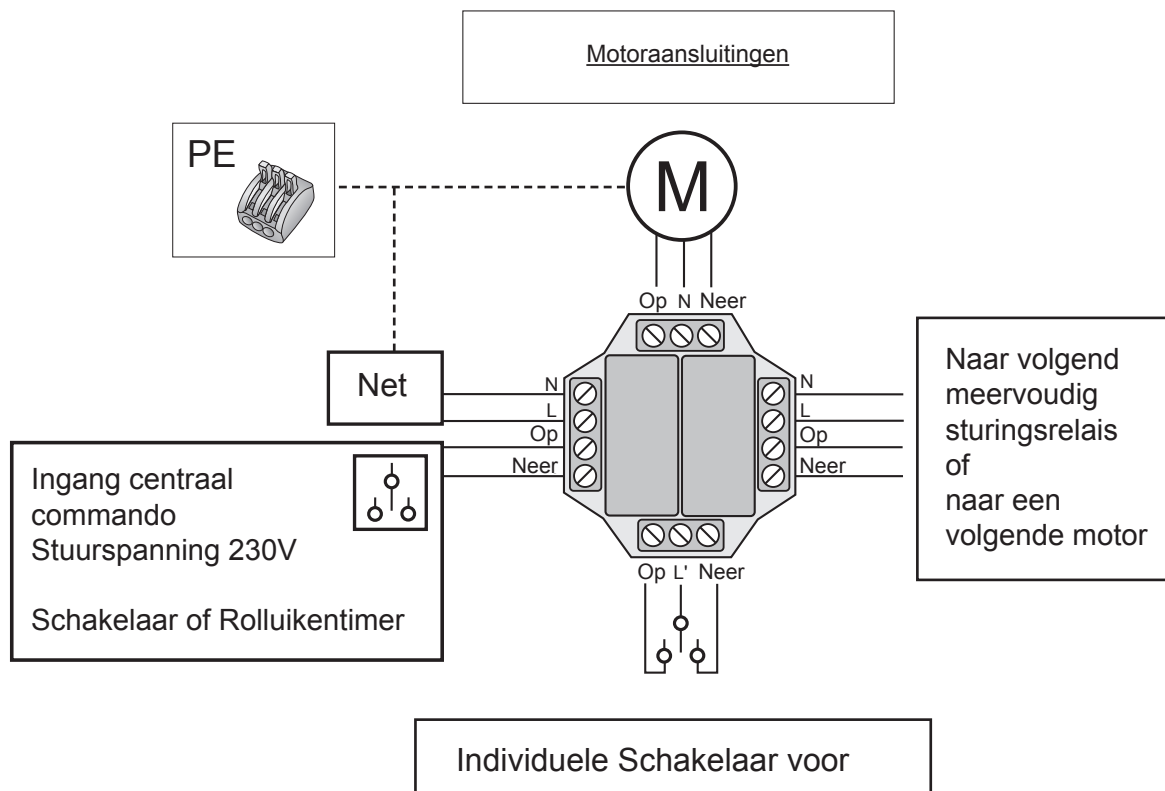 Motoraansluitingen
PE
M
Op N Neer
Net
N
L
Op
Neer
N
L
Op
Neer
Naar volgend
meervoudig
sturingsrelais
of
naar een
volgende motor
Ingang centraal
commando
Stuurspanning 230V
Schakelaar of Rolluikentimer
Op L' Neer
Individuele Schakelaar voor